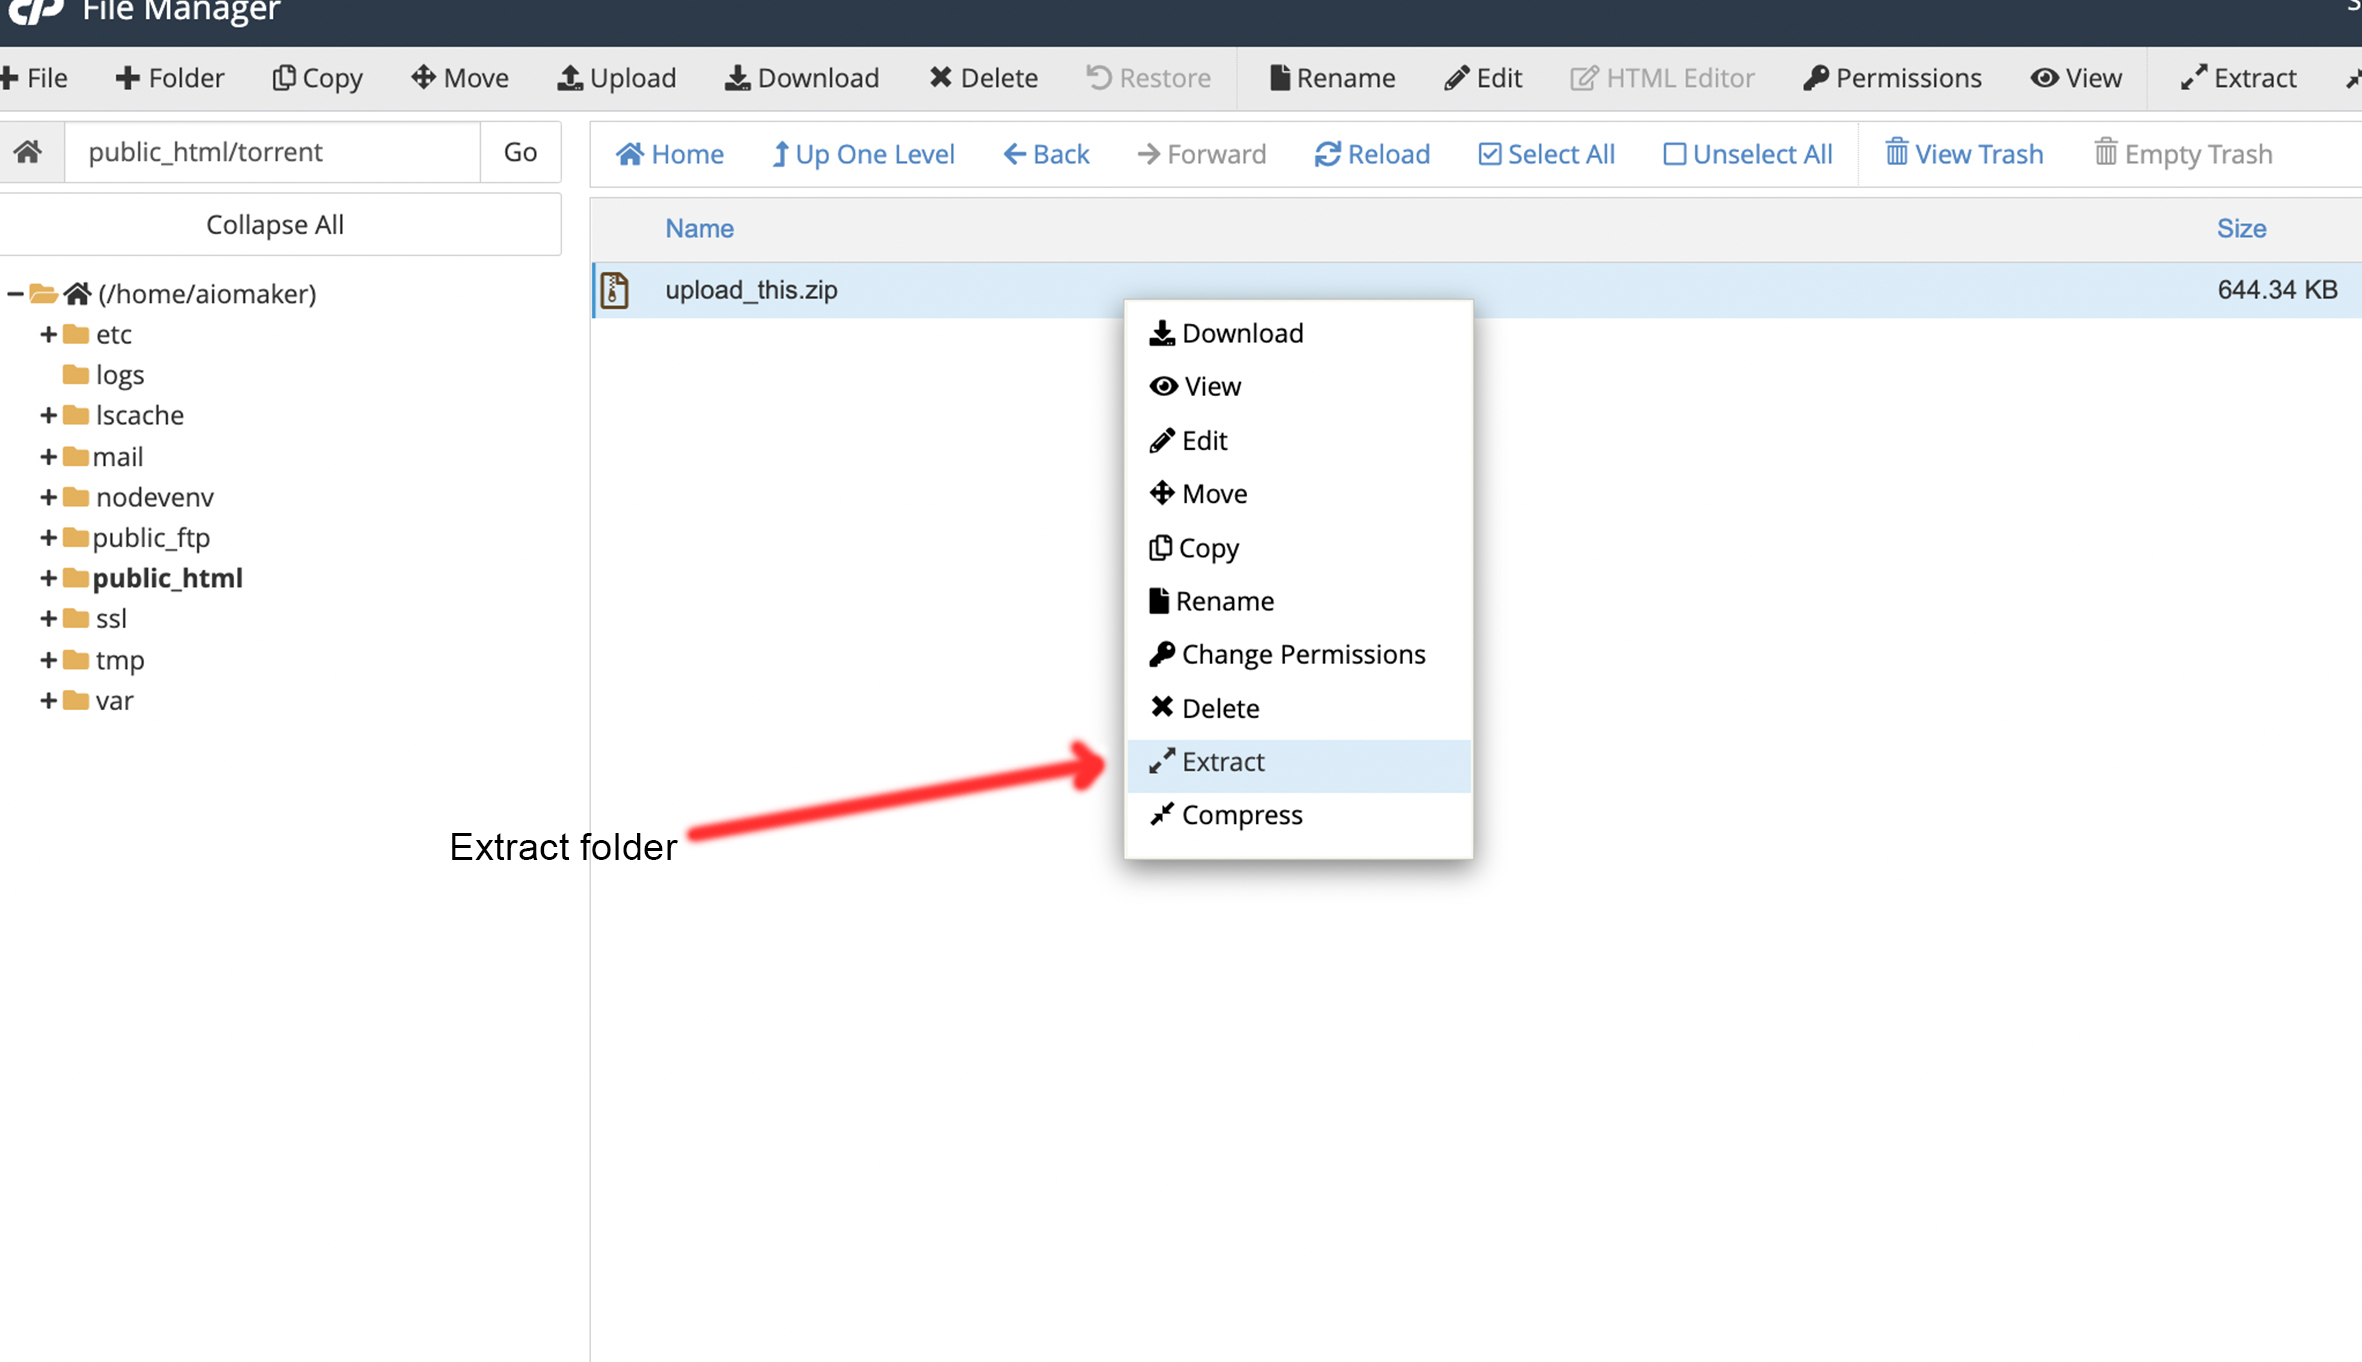 File Manager
File Folder Copy Move Upload Download Delete Restore Rename Edit HTML Editor Permissions View Extract
public_html/torrent Go Home Up One Level Back Forward Reload Select All Unselect All View Trash Empty Trash
Collapse All
(/home/aiomaker)
etc
logs
lscache
mail
nodevenv
public_ftp
public_html
ssl
tmp
var
Name Size
upload_this.zip 644.34 KB
Download
View
Edit
Move
Copy
Rename
Change Permissions
Delete
Extract
Compress
Extract folder